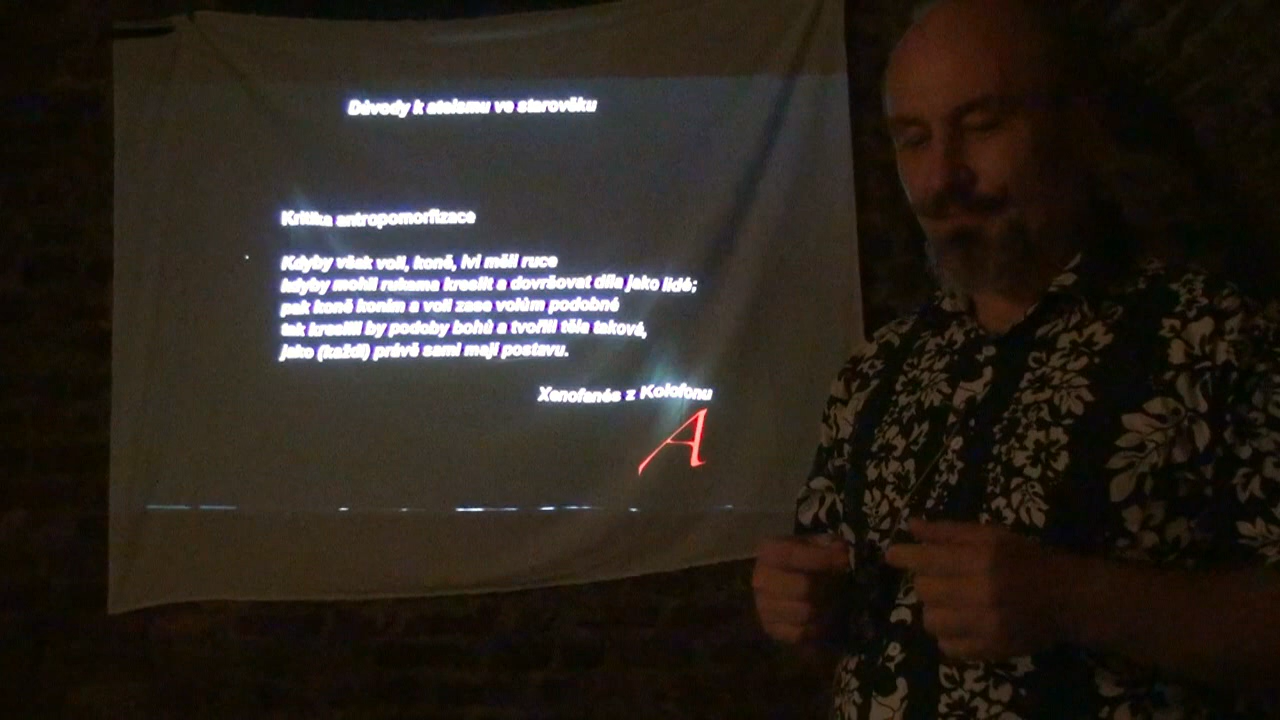 Důvody k ateismu ve starověku
Kritika antropomorfizace
Kdyby však voli, koně, lvi měli ruce
kdyby mohli rukama kreslit a dovršovat díla jako lidé;
pak koně koním a voli zase volům podobné
tak kreslili by podoby bohů a tvořili těla taková,
jako (každí) právě sami mají postavu.
Xenofanés z Kolofonu
A